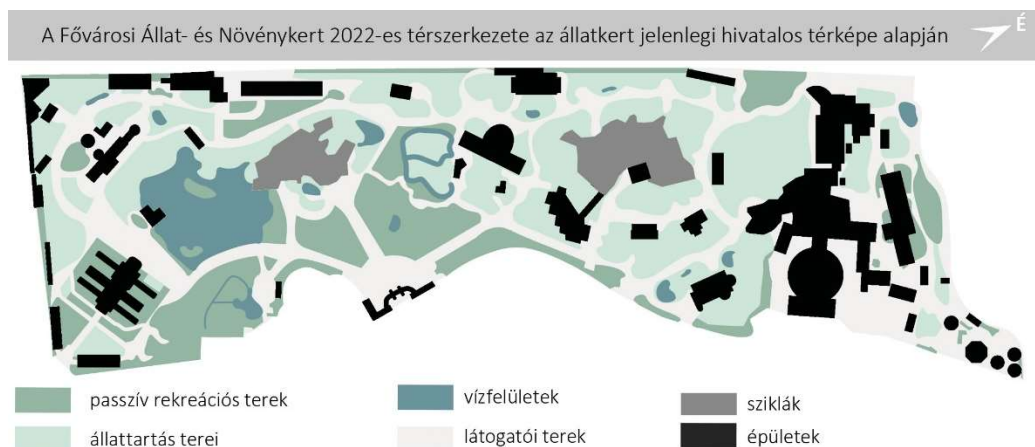 A Fővárosi Állat- és Növénykert 2022-es térszerkezete az állatkert jelenlegi hivatalos térképe alapján
É
passzív rekreációs terek
vízfelületek
sziklák
állattartás terei
látogatói terek
épületek